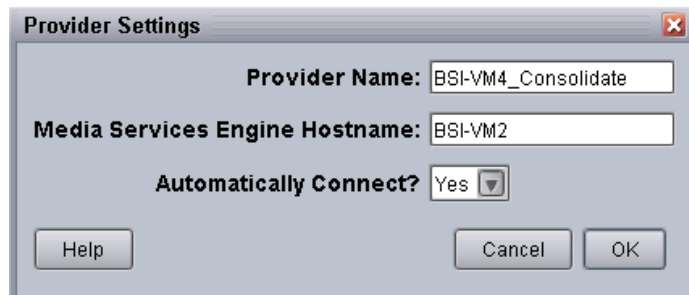 Provider Settings
Provider Name: BSI-VM4_Consolidate
Media Services Engine Hostname: BSI-VM2
Automatically Connect? Yes
Help Cancel OK